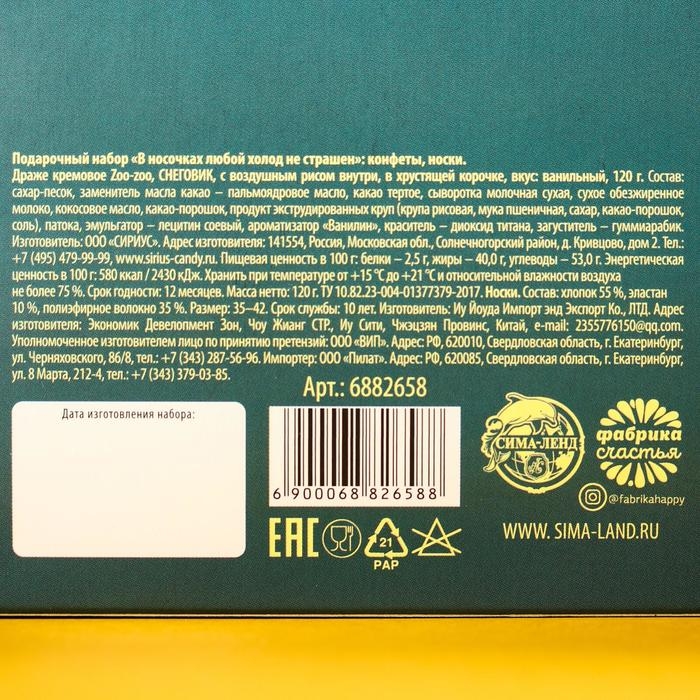 Подарочный набор «В носочках любой холод не страшен»: конфеты, носки.
Драже кремовое Zoo-zoo, СНЕГОВИК, с воздушным рисом внутри, в хрустящей корочке, вкус: ванильный, 120 г. Состав:
сахар-песок, заменитель масла какао – пальмоядровое масло, какао тертое, сыворотка молочная сухая, сухое обезжиренное
молоко, кокосовое масло, какао-порошок, продукт экструдированных круп (крупа рисовая, мука пшеничная, сахар, какао-порошок,
соль), патока, эмульгатор – лецитин соевый, ароматизатор «Ванилин», краситель – диоксид титана, загуститель – гуммиарабик.
Изготовитель: ООО «СИРИУС». Адрес изготовителя: 141554, Россия, Московская обл., Солнечногорский район, д. Кривцово, дом 2. Тел.:
+7 (495) 479-99-99, www.sirius-candy.ru. Пищевая ценность в 100 г: белки – 2,5 г, жиры – 40,0 г, углеводы – 53,0 г. Энергетическая
ценность в 100 г: 580 ккал / 2430 кДж. Хранить при температуре от +15 °C до +21 °C и относительной влажности воздуха
не более 75 %. Срок годности: 12 месяцев. Масса нетто: 120 г. ТУ 10.82.23-004-01377379-2017. Носки. Состав: хлопок 55 %, эластан
10 %, полиэфирное волокно 35 %. Размер: 35–42. Срок службы: 10 лет. Изготовитель: Иу Йоуда Импорт энд Экспорт Ко., ЛТД. Адрес
изготовителя: Экономик Девелопмент Зон, Чоу Жианг СТР., Иу Сити, Чжэцзян Провинс, Китай, e-mail: 2355776150@qq.com.
Уполномоченное изготовителем лицо по принятию претензий: ООО «ВИП». Адрес: РФ, 620010, Свердловская область, г. Екатеринбург,
ул. Черняховского, 86/8, тел.: +7 (343) 287-56-96. Импортер: ООО «Пилат». Адрес: РФ, 620085, Свердловская область, г. Екатеринбург,
ул. 8 Марта, 212-4, тел.: +7 (343) 379-03-85.
Арт.: 6882658
Дата изготовления набора:
6 900068 826588
СИМА-ЛЕНД
фабрика
счастья
@fabrikahappy
EAC
21
PAP
WWW. SIMA-LAND.RU